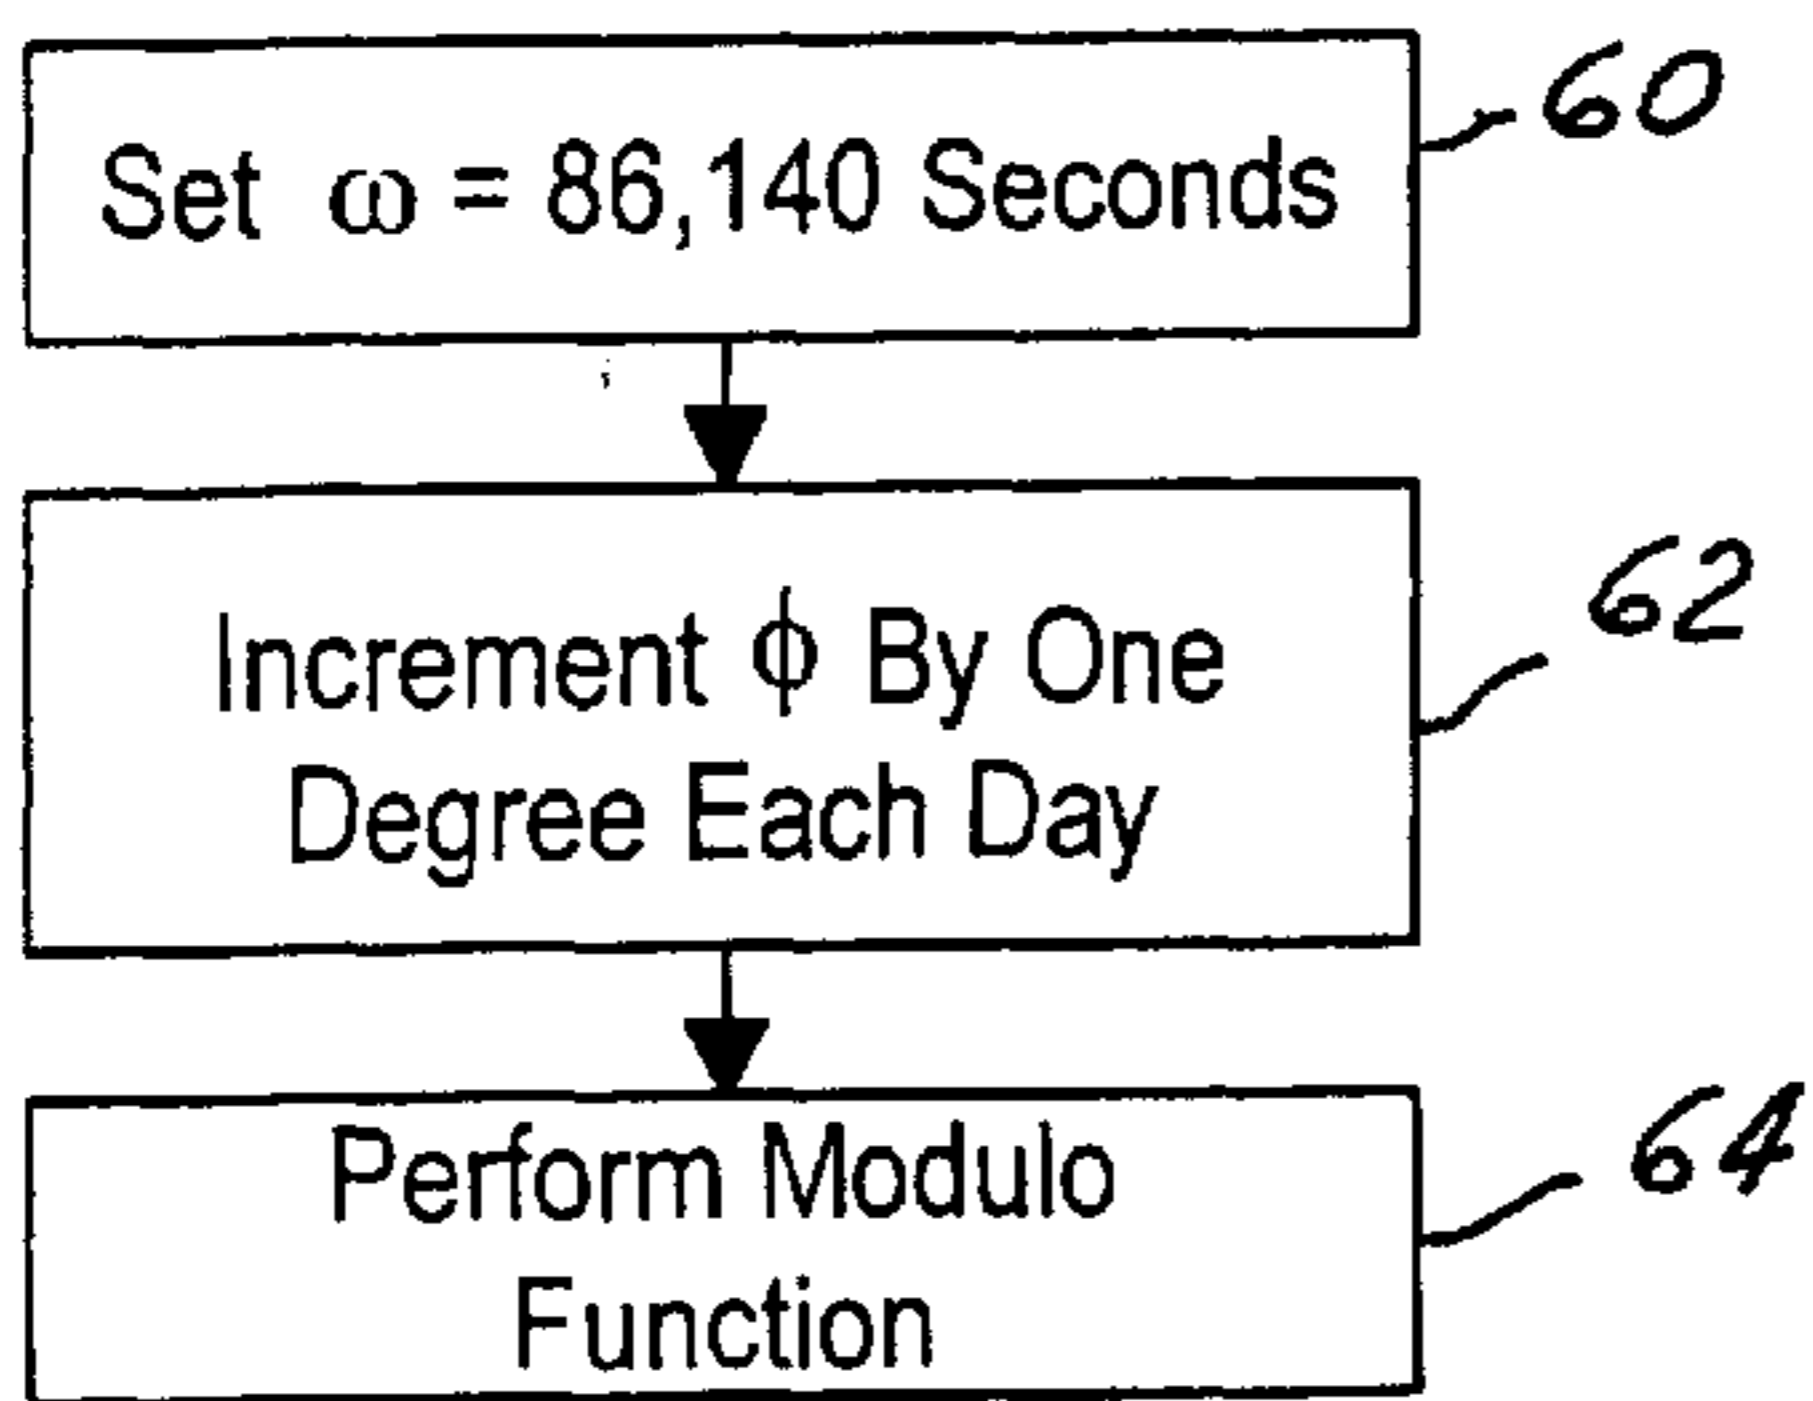 Set ω = 86,140 Seconds
60
Increment ϕ By One
Degree Each Day
62
Perform Modulo
Function
64